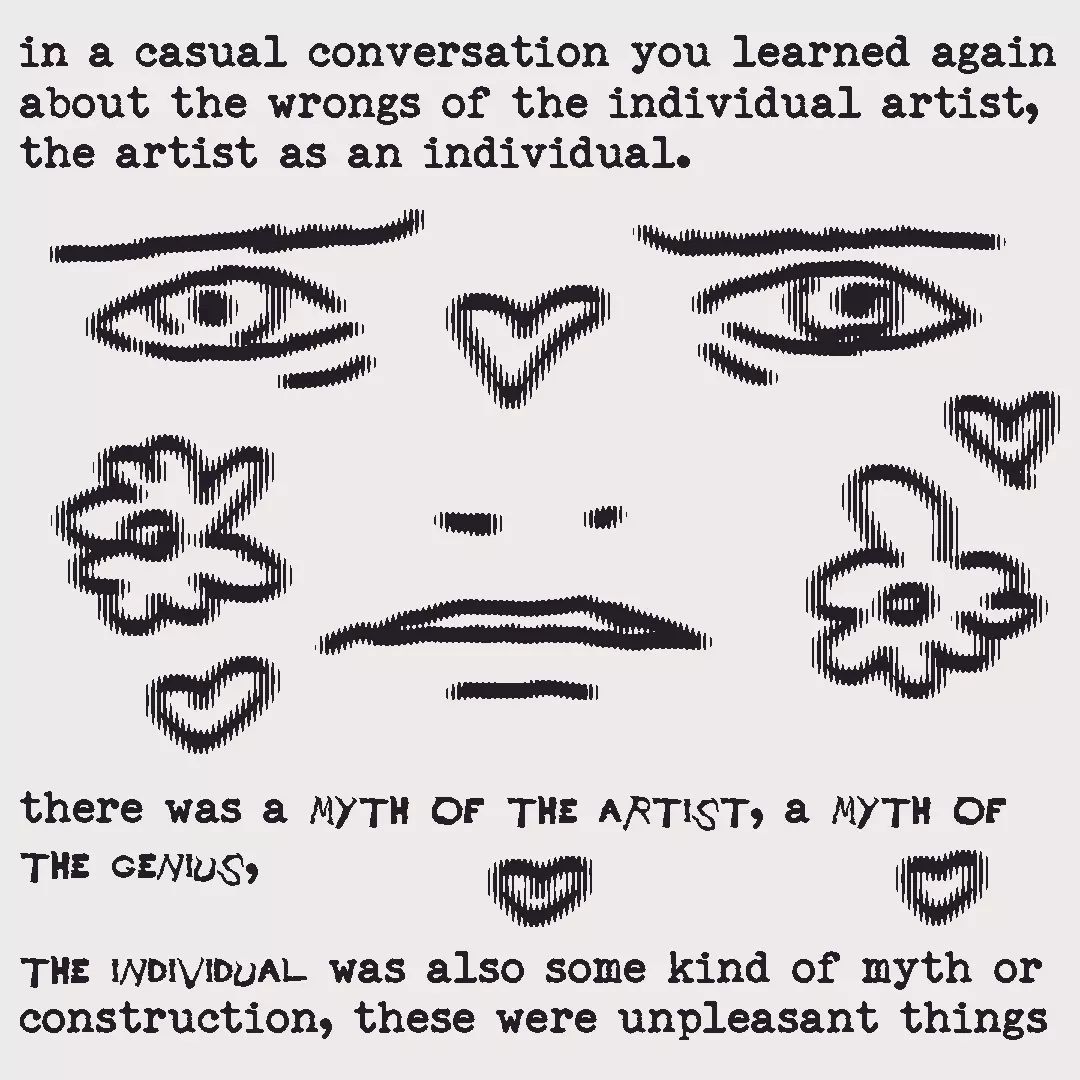 in a casual conversation you learned again
about the wrongs of the individual artist,
the artist as an individual.
there was a MYTH OF THE ARTIST, a MYTH OF
THE GENIUS,
THE INDIVIDUAL was also some kind of myth or
construction, these were unpleasant things